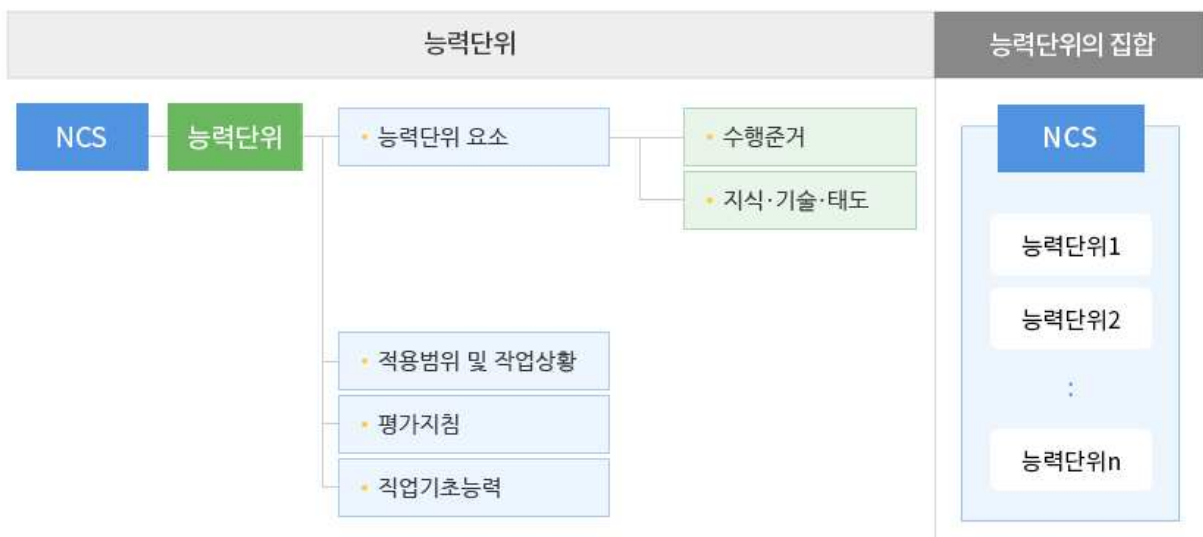 능력단위
능력단위의 집합
NCS
능력단위
• 능력단위 요소
• 수행준거
• 지식·기술·태도
• 적용범위 및 작업상황
• 평가지침
• 직업기초능력
NCS
능력단위1
능력단위2
:
능력단위n